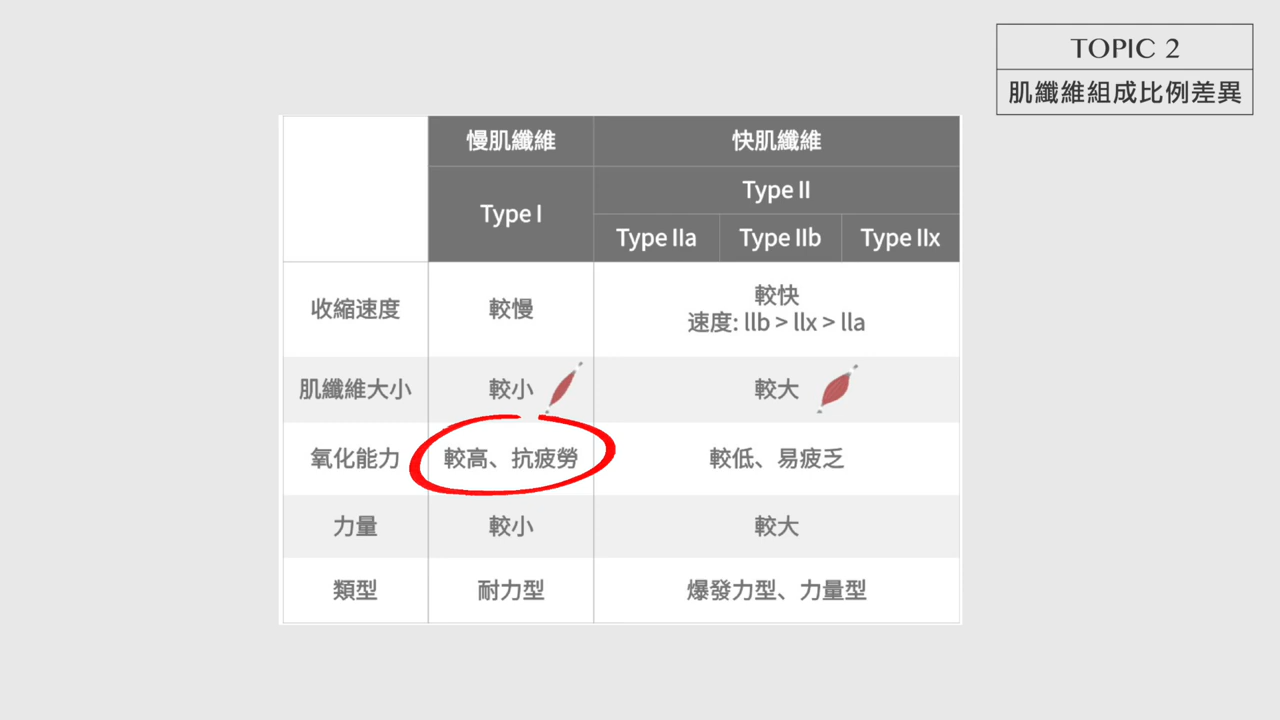 TOPIC 2
肌纖維組成比例差異
慢肌纖維
快肌纖維
Type I
Type II
Type IIa
Type IIb
Type IIx
收縮速度
較慢
較快
速度: llb > llx > lla
肌纖維大小
較小
較大
氧化能力
較高、抗疲勞
較低、易疲乏
力量
較小
較大
類型
耐力型
爆發力型、力量型